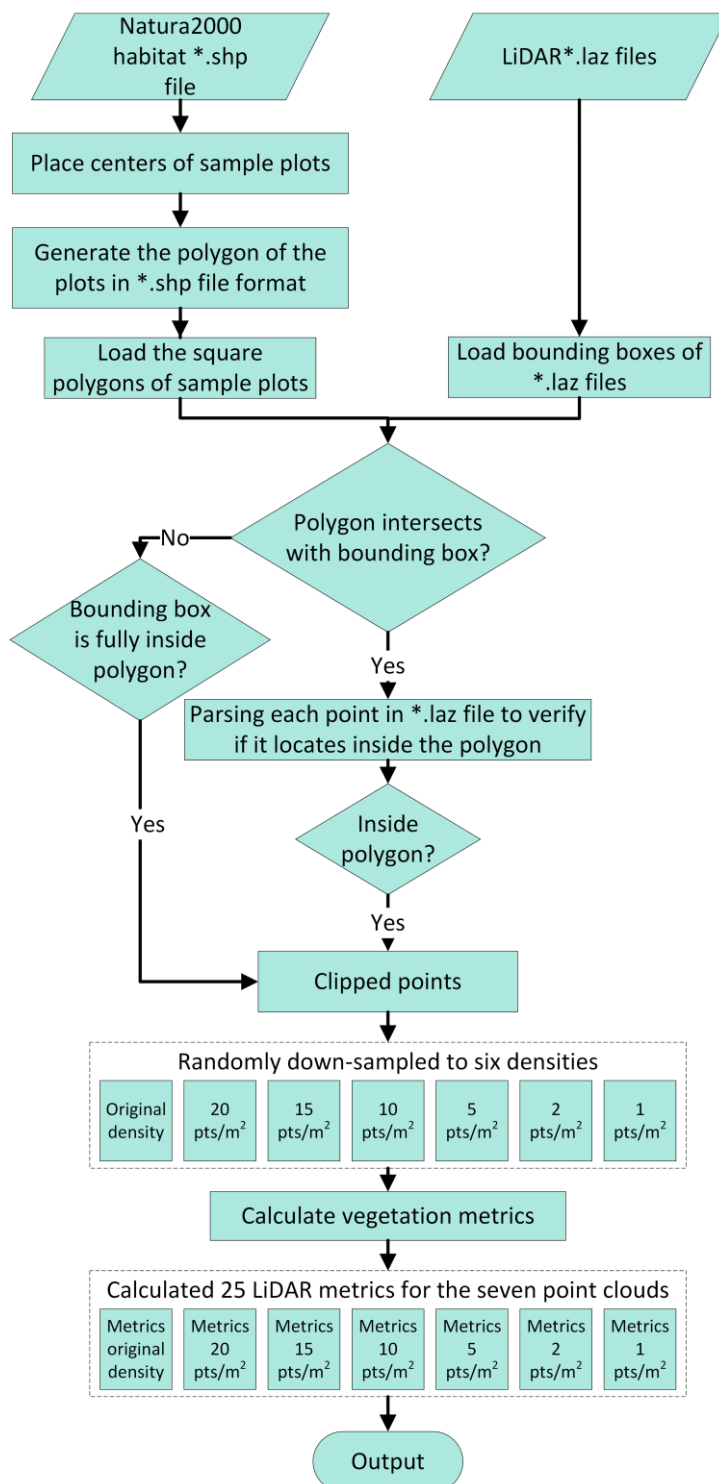 Natura2000
habitat *.shp
file
LiDAR*.laz files
Place centers of sample plots
Generate the polygon of the
plots in *.shp file format
Load the square
polygons of sample plots
Load bounding boxes of
*.laz files
Polygon intersects
with bounding box?
No
Bounding box
is fully inside
polygon?
Yes
Parsing each point in *.laz file to verify
if it locates inside the polygon
Yes
Inside
polygon?
Yes
Clipped points
Randomly down-sampled to six densities
Original
density
20
pts/m²
15
pts/m²
10
pts/m²
5
pts/m²
2
pts/m²
1
pts/m²
Calculate vegetation metrics
Calculated 25 LiDAR metrics for the seven point clouds
Metrics
original
density
Metrics
20
pts/m²
Metrics
15
pts/m²
Metrics
10
pts/m²
Metrics
5
pts/m²
Metrics
2
pts/m²
Metrics
1
pts/m²
Output